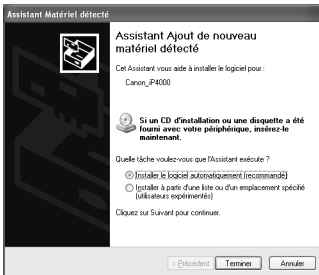 Assistant Matériel détecté
Assistant Ajout de nouveau
matériel détecté
Cet Assistant vous aide à installer le logiciel pour :
Canon_iP4000
Si un CD d'installation ou une disquette a été
fourni avec votre périphérique, insérez-le
maintenant.
Quelle tâche voulez-vous que l'Assistant exécute ?
Installer le logiciel automatiquement (recommandé)
Installer à partir d'une liste ou d'un emplacement spécifié
(utilisateurs expérimentés)
Cliquez sur Suivant pour continuer.
< Précédent
Terminer
Annuler